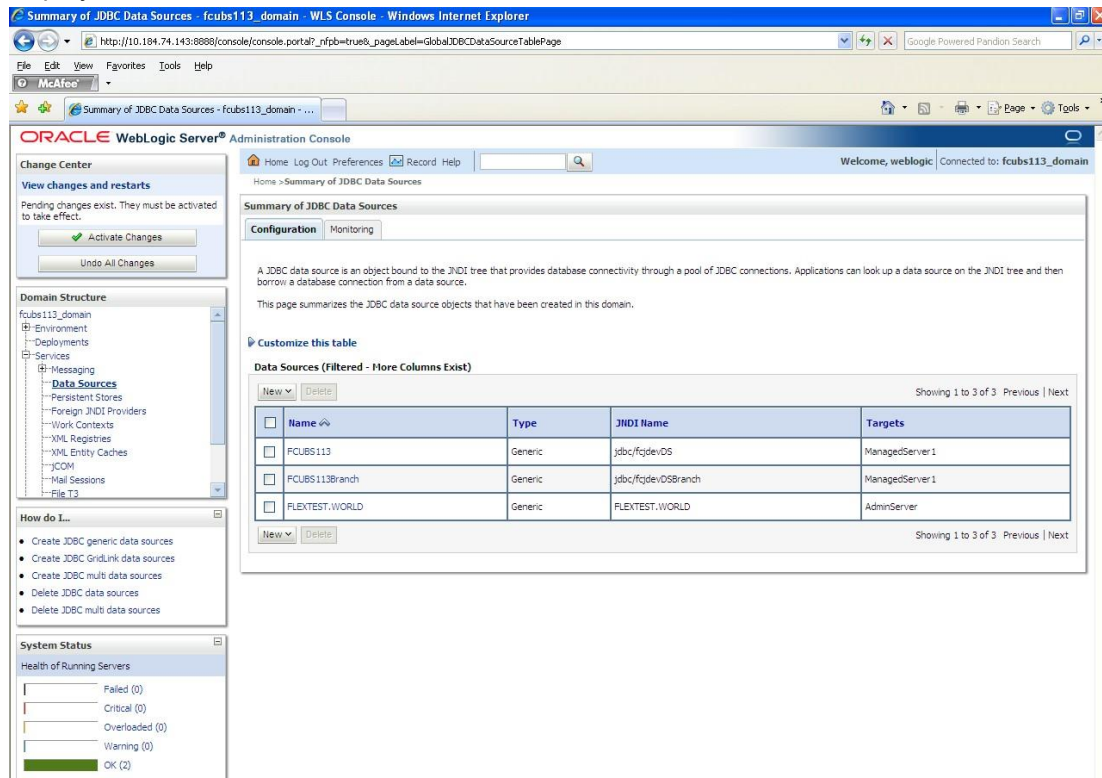 Summary of JDBC Data Sources - fcubs113_domain - WLS Console - Windows Internet Explorer
http://10.184.74.143:8888/console/console.portal?_nfpb=true&_pageLabel=GlobalJDBCDataSourceTablePage
Google Powered Pandion Search
File Edit View Favorites Tools Help
McAfee
Summary of JDBC Data Sources - fcubs113_domain - ...
Page Tools
ORACLE WebLogic Server® Administration Console
Change Center
View changes and restarts
Pending changes exist. They must be activated
to take effect.
Activate Changes
Undo All Changes
Domain Structure
fcubs113_domain
Environment
Deployments
Services
Messaging
Data Sources
Persistent Stores
Foreign JNDI Providers
Work Contexts
XML Registries
XML Entity Caches
jCOM
Mail Sessions
File T3
How do I...
Create JDBC generic data sources
Create JDBC GridLink data sources
Create JDBC multi data sources
Delete JDBC data sources
Delete JDBC multi data sources
System Status
Health of Running Servers
Failed (0)
Critical (0)
Overloaded (0)
Warning (0)
OK (2)
Home Log Out Preferences Record Help
Welcome, weblogic Connected to: fcubs113_domain
Home >Summary of JDBC Data Sources
Summary of JDBC Data Sources
Configuration Monitoring
A JDBC data source is an object bound to the JNDI tree that provides database connectivity through a pool of JDBC connections. Applications can look up a data source on the JNDI tree and then
borrow a database connection from a data source.
This page summarizes the JDBC data source objects that have been created in this domain.
Customize this table
Data Sources (Filtered - More Columns Exist)
New Delete Showing 1 to 3 of 3 Previous | Next
Name Type JNDI Name Targets
FCUBS113 Generic jdbc/fcjdevDS ManagedServer1
FCUBS113Branch Generic jdbc/fcjdevDSBranch ManagedServer1
FLEXTEST.WORLD Generic FLEXTEST.WORLD AdminServer
New Delete Showing 1 to 3 of 3 Previous | Next